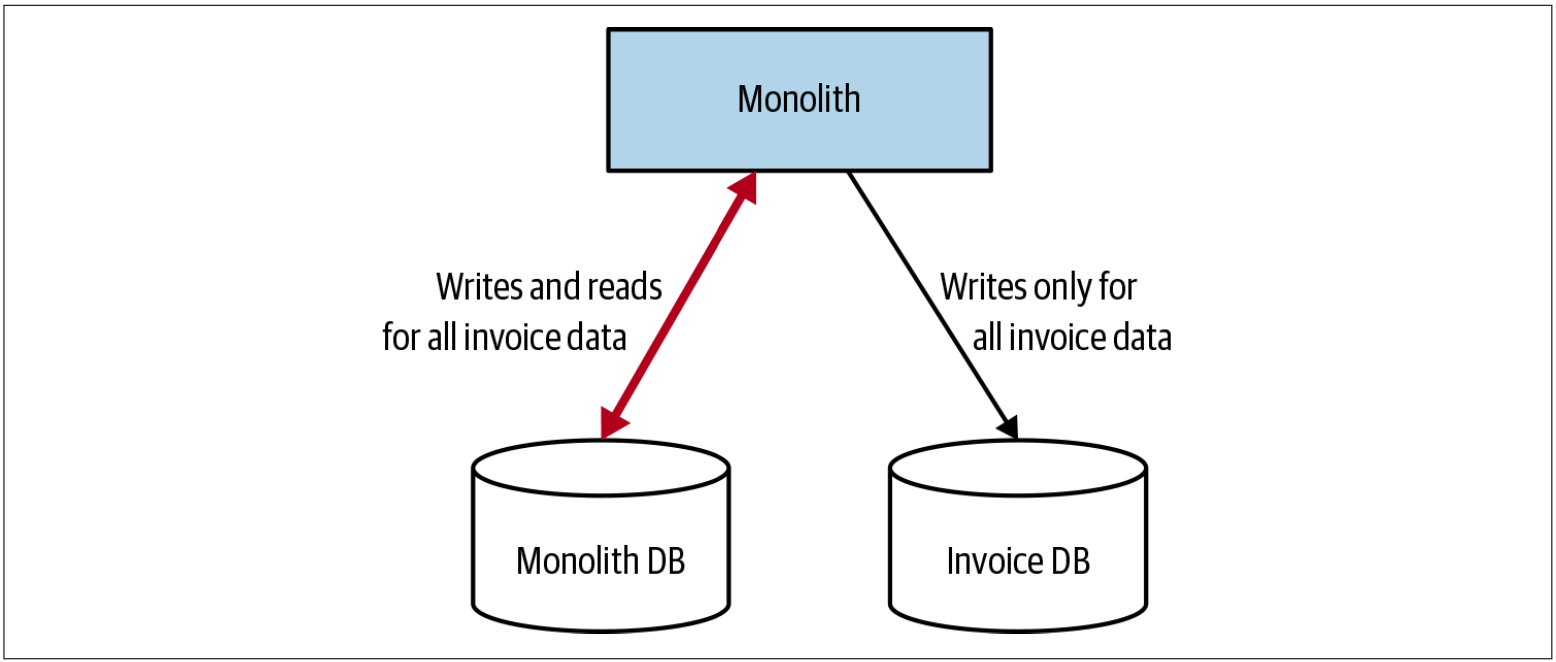 Monolith
Writes and reads
for all invoice data
Writes only for
all invoice data
Monolith DB
Invoice DB